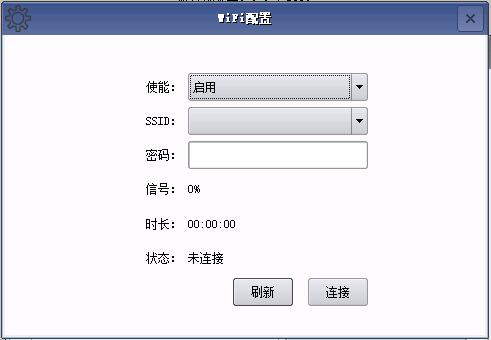 WiFi配置
使能： 启用
SSID：
密码：
信号： 0%
时长： 00:00:00
状态： 未连接
刷新 连接